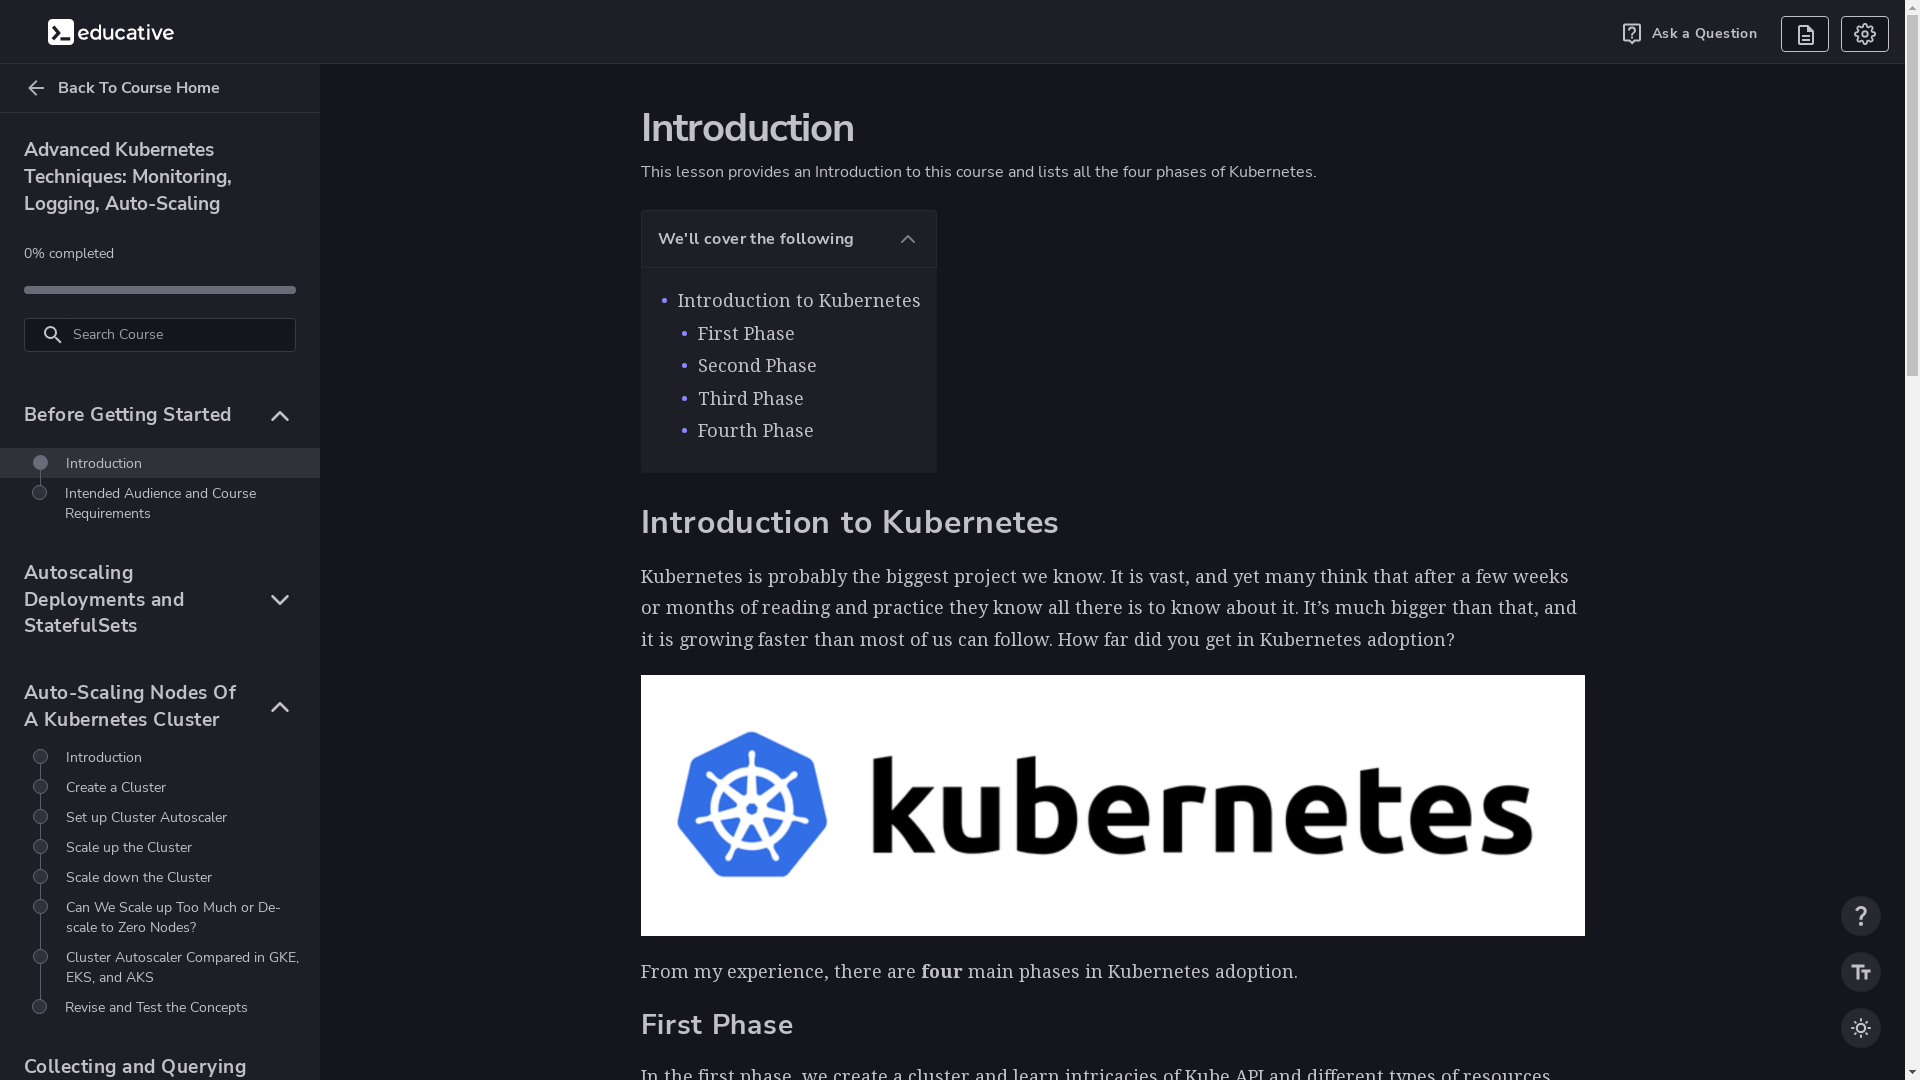 educative
Ask a Question
Back To Course Home
Advanced Kubernetes
Techniques: Monitoring,
Logging, Auto-Scaling
0% completed
Search Course
Before Getting Started
Introduction
Intended Audience and Course
Requirements
Autoscaling
Deployments and
StatefulSets
Auto-Scaling Nodes Of
A Kubernetes Cluster
Introduction
Create a Cluster
Set up Cluster Autoscaler
Scale up the Cluster
Scale down the Cluster
Can We Scale up Too Much or De-
scale to Zero Nodes?
Cluster Autoscaler Compared in GKE,
EKS, and AKS
Revise and Test the Concepts
Collecting and Querying
Introduction
This lesson provides an Introduction to this course and lists all the four phases of Kubernetes.
We'll cover the following
Introduction to Kubernetes
First Phase
Second Phase
Third Phase
Fourth Phase
Introduction to Kubernetes
Kubernetes is probably the biggest project we know. It is vast, and yet many think that after a few weeks
or months of reading and practice they know all there is to know about it. It’s much bigger than that, and
it is growing faster than most of us can follow. How far did you get in Kubernetes adoption?
kubernetes
From my experience, there are four main phases in Kubernetes adoption.
First Phase
In the first phase, we create a cluster and learn intricacies of Kube API and different types of resources
?
Tт